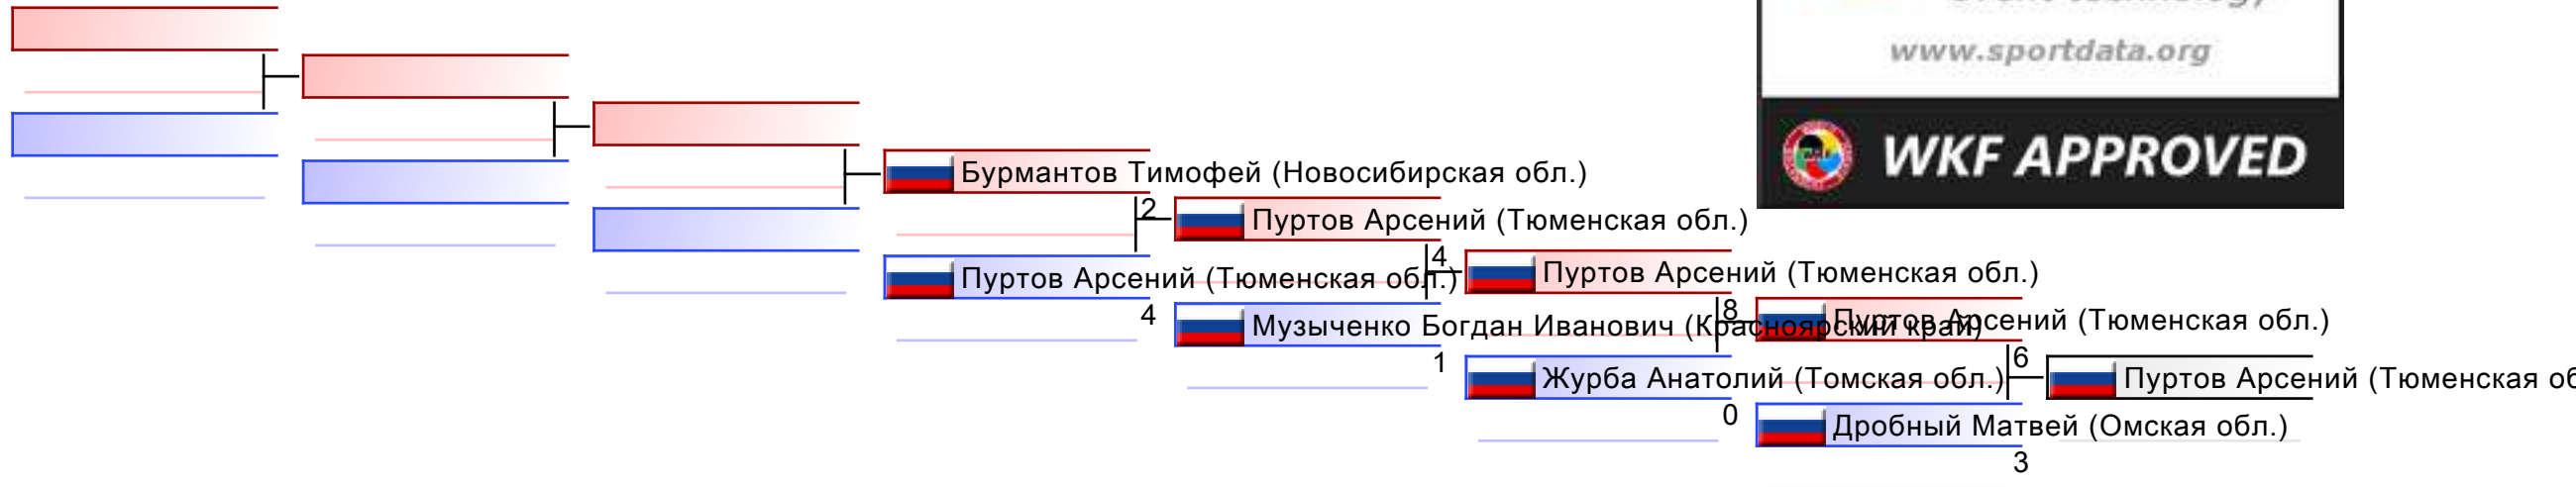 www.sportdata.org
WKF APPROVED
Бурмантов Тимофей (Новосибирская обл.)
2
Пуртов Арсений (Тюменская обл.)
4
Пуртов Арсений (Тюменская обл.)
4
Пуртов Арсений (Тюменская обл.)
8
Музыченко Богдан Иванович (Красноярский край)
1
Пуртов Арсений (Тюменская обл.)
6
Журба Анатолий (Томская обл.)
0
Пуртов Арсений (Тюменская об
Дробный Матвей (Омская обл.)
3